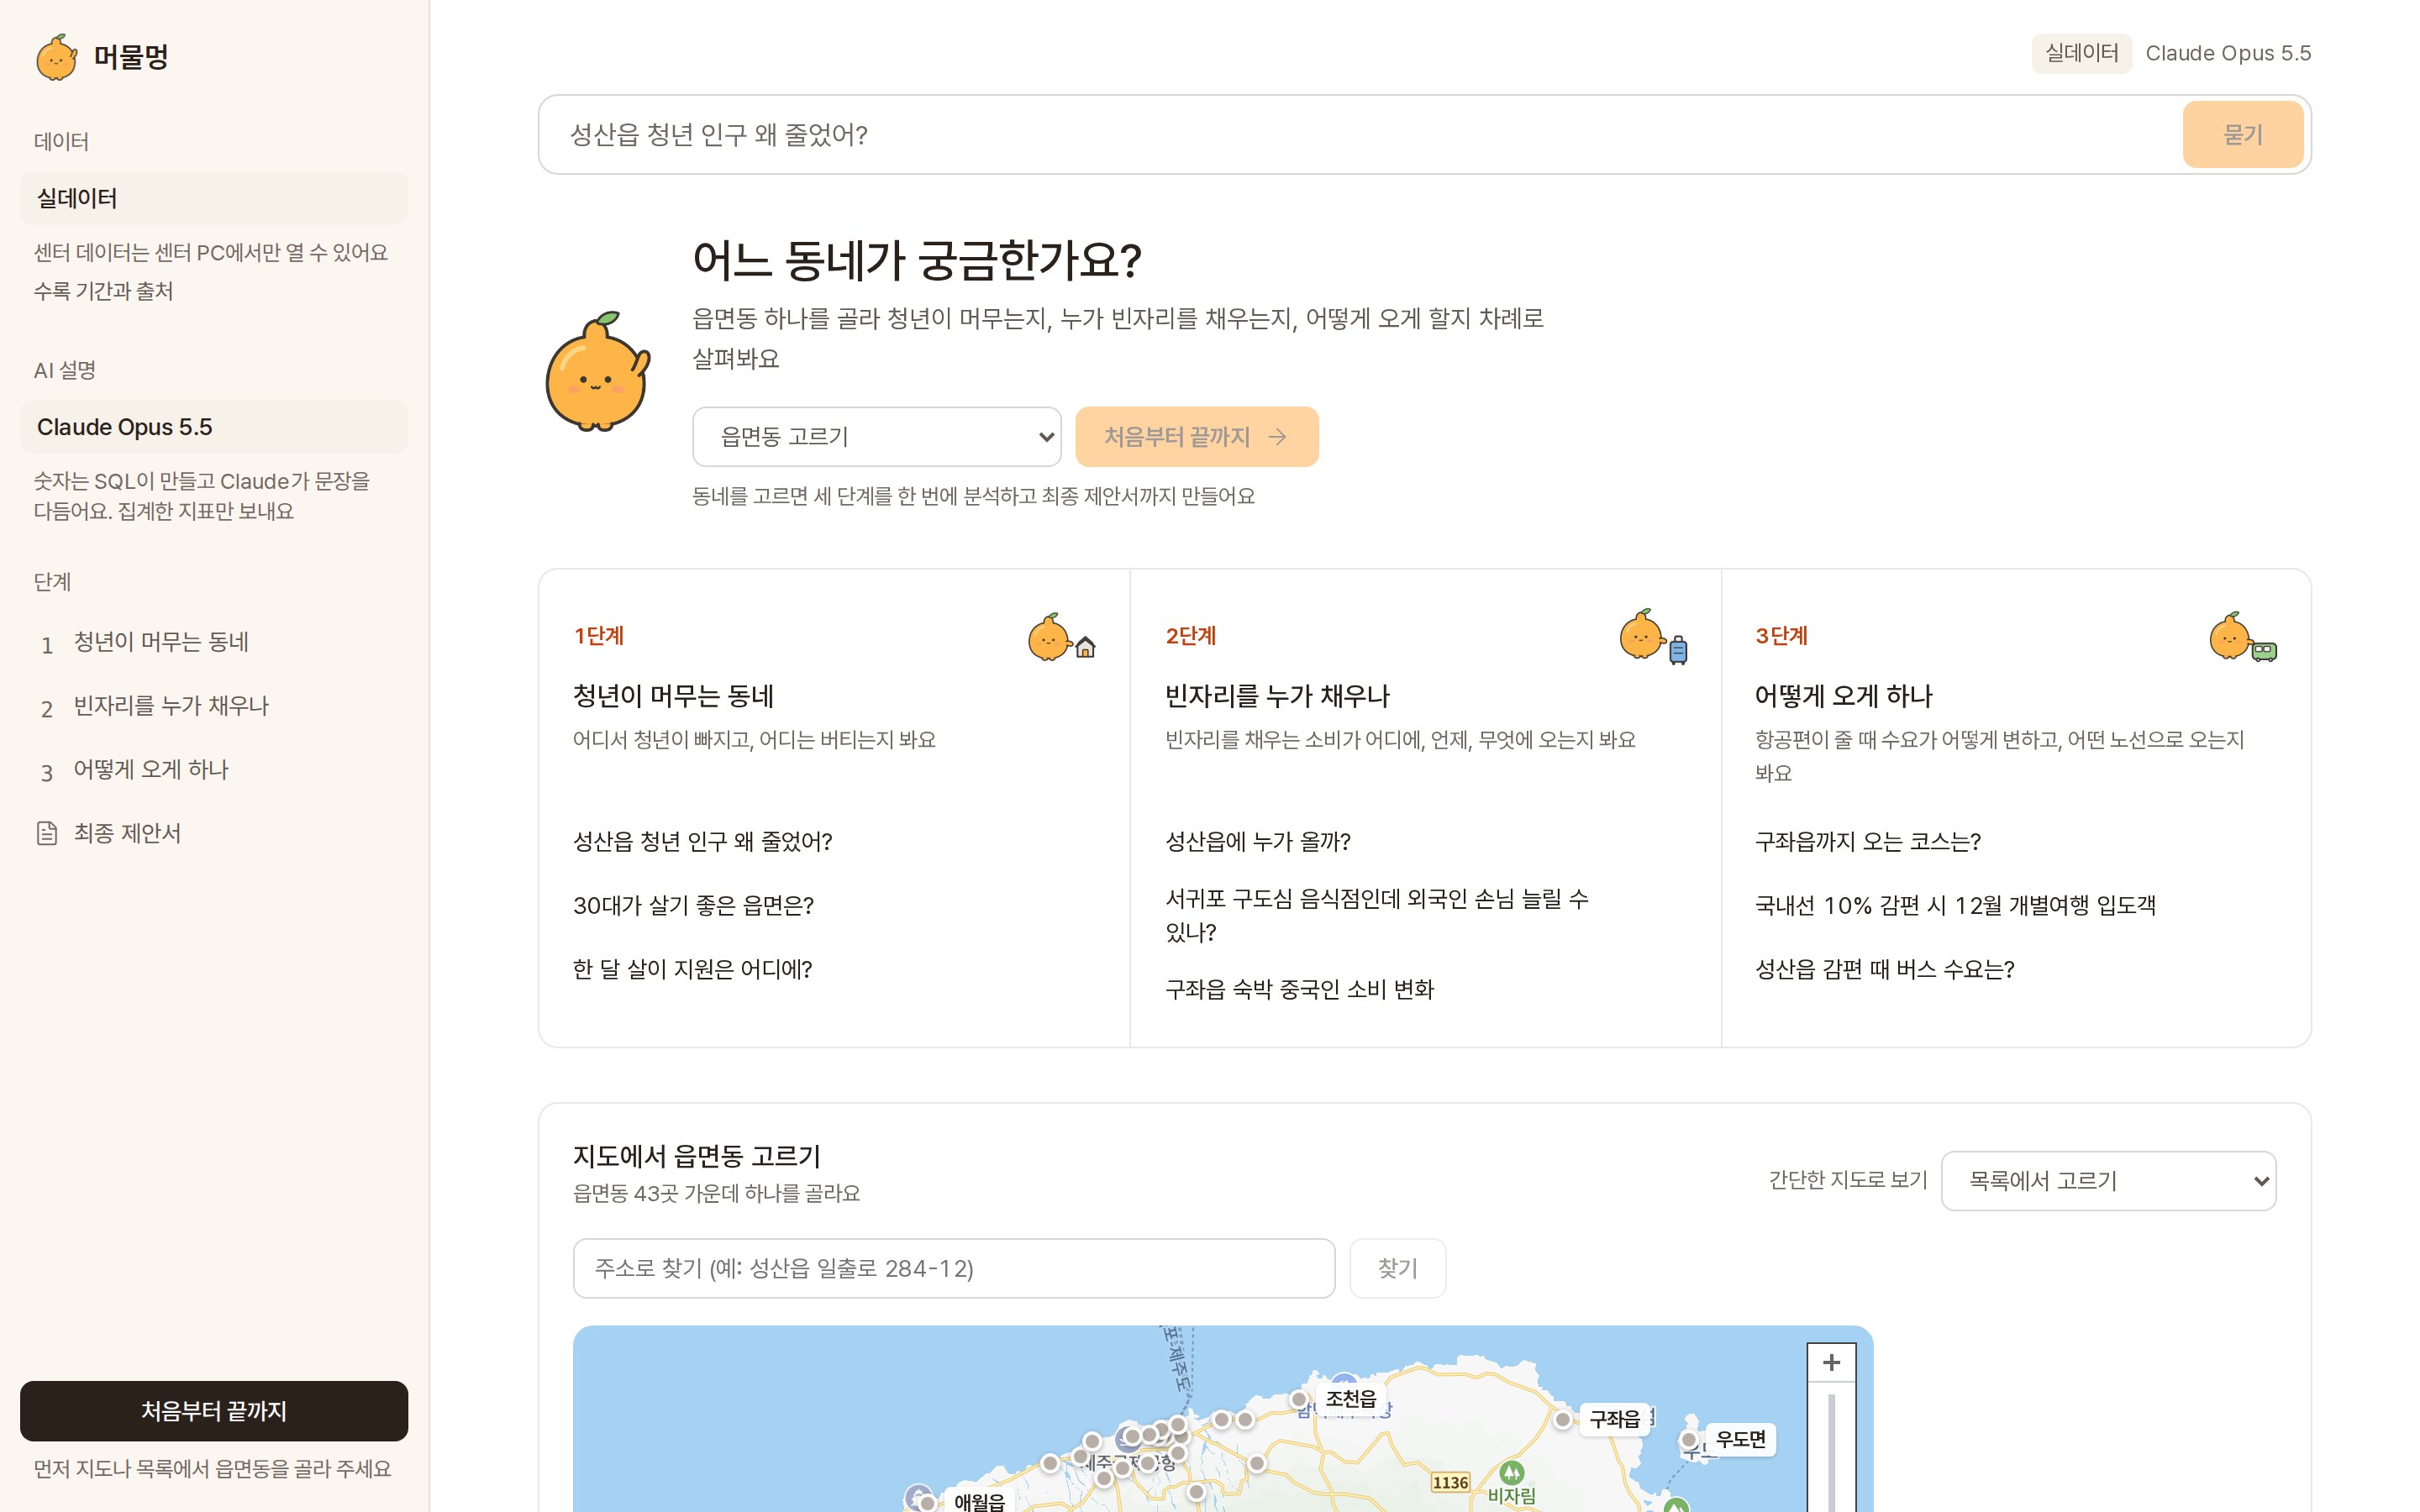 머물멍
데이터
실데이터
센터 데이터는 센터 PC에서만 열 수 있어요
수록 기간과 출처
AI 설명
Claude Opus 5.5
숫자는 SQL이 만들고 Claude가 문장을
다듬어요. 집계한 지표만 보내요
단계
1 청년이 머무는 동네
2 빈자리를 누가 채우나
3 어떻게 오게 하나
최종 제안서
처음부터 끝까지
먼저 지도나 목록에서 읍면동을 골라 주세요
실데이터 Claude Opus 5.5
성산읍 청년 인구 왜 줄었어? 묻기
어느 동네가 궁금한가요?
읍면동 하나를 골라 청년이 머무는지, 누가 빈자리를 채우는지, 어떻게 오게 할지 차례로
살펴봐요
읍면동 고르기 처음부터 끝까지 →
동네를 고르면 세 단계를 한 번에 분석하고 최종 제안서까지 만들어요
1단계
청년이 머무는 동네
어디서 청년이 빠지고, 어디는 버티는지 봐요
성산읍 청년 인구 왜 줄었어?
30대가 살기 좋은 읍면은?
한 달 살이 지원은 어디에?
2단계
빈자리를 누가 채우나
빈자리를 채우는 소비가 어디에, 언제, 무엇에 오는지 봐요
성산읍에 누가 올까?
서귀포 구도심 음식점인데 외국인 손님 늘릴 수
있나?
구좌읍 숙박 중국인 소비 변화
3단계
어떻게 오게 하나
항공편이 줄 때 수요가 어떻게 변하고, 어떤 노선으로 오는지
봐요
구좌읍까지 오는 코스는?
국내선 10% 감편 시 12월 개별여행 입도객
성산읍 감편 때 버스 수요는?
지도에서 읍면동 고르기
읍면동 43곳 가운데 하나를 골라요
간단한 지도로 보기 목록에서 고르기
주소로 찾기 (예: 성산읍 일출로 284-12) 찾기
+
조천읍
구좌읍
우도면
1136
비자림
애월읍